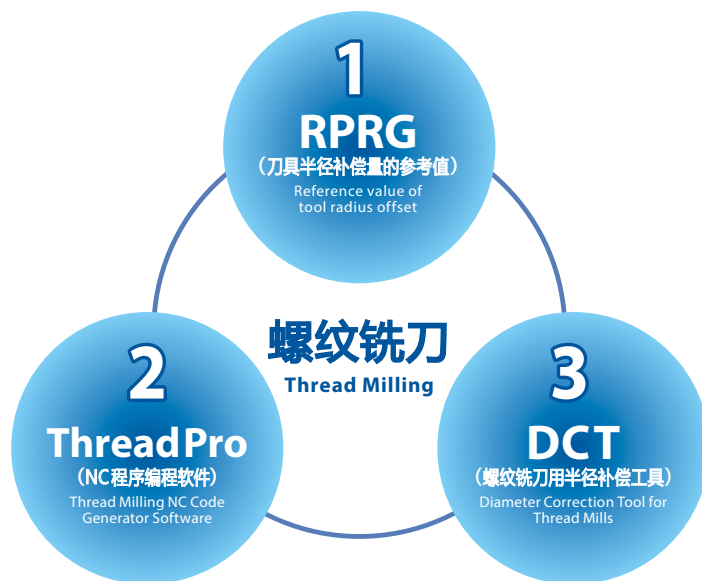 1
RPRG
（刀具半径补偿量的参考值）
Reference value of
tool radius offset
螺纹铣刀
Thread Milling
2
ThreadPro
（NC程序编程软件）
Thread Milling NC Code
Generator Software
3
DCT
（螺纹铣刀用半径补偿工具）
Diameter Correction Tool for
Thread Mills